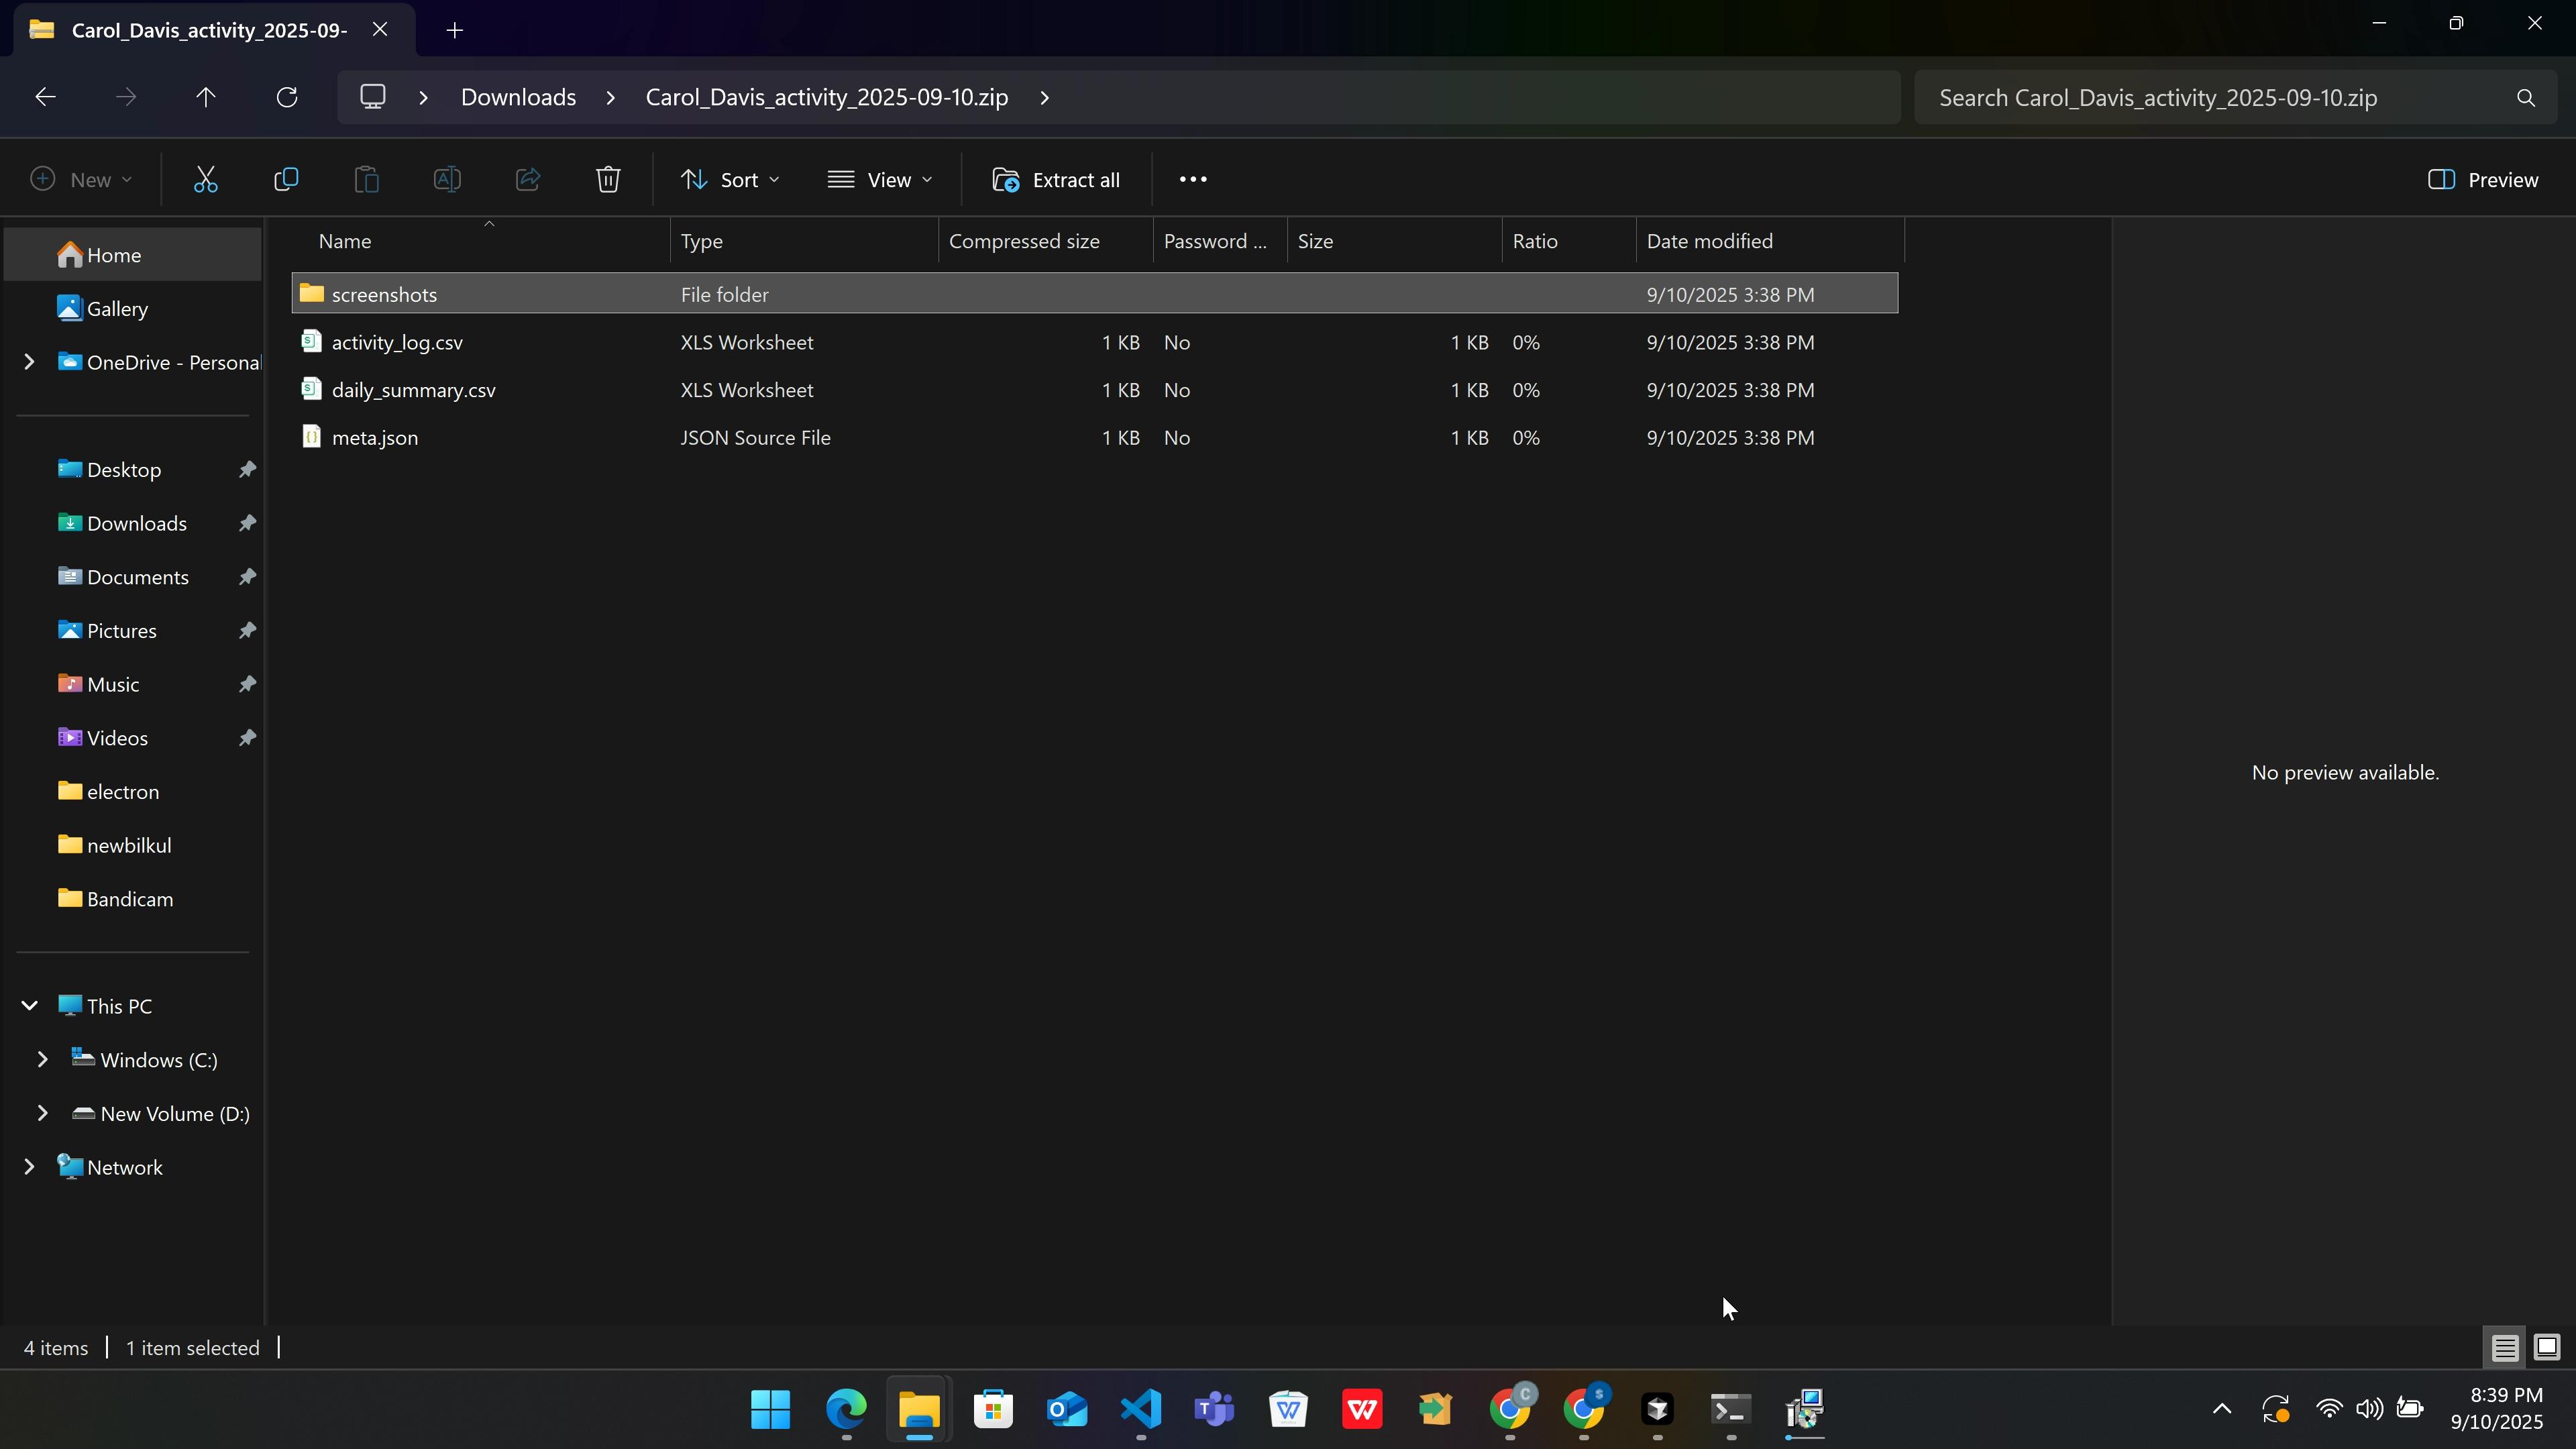 Carol_Davis_activity_2025-09-
Downloads
Carol_Davis_activity_2025-09-10.zip
Search Carol_Davis_activity_2025-09-10.zip
New
Sort
View
Extract all
Preview
Name Type Compressed size Password ... Size Ratio Date modified
screenshots File folder 9/10/2025 3:38 PM
activity_log.csv XLS Worksheet 1 KB No 1 KB 0% 9/10/2025 3:38 PM
daily_summary.csv XLS Worksheet 1 KB No 1 KB 0% 9/10/2025 3:38 PM
meta.json JSON Source File 1 KB No 1 KB 0% 9/10/2025 3:38 PM
Home
Gallery
OneDrive - Personal
Desktop
Downloads
Documents
Pictures
Music
Videos
electron
newbilkul
Bandicam
This PC
Windows (C:)
New Volume (D:)
Network
No preview available.
4 items
1 item selected
8:39 PM
9/10/2025